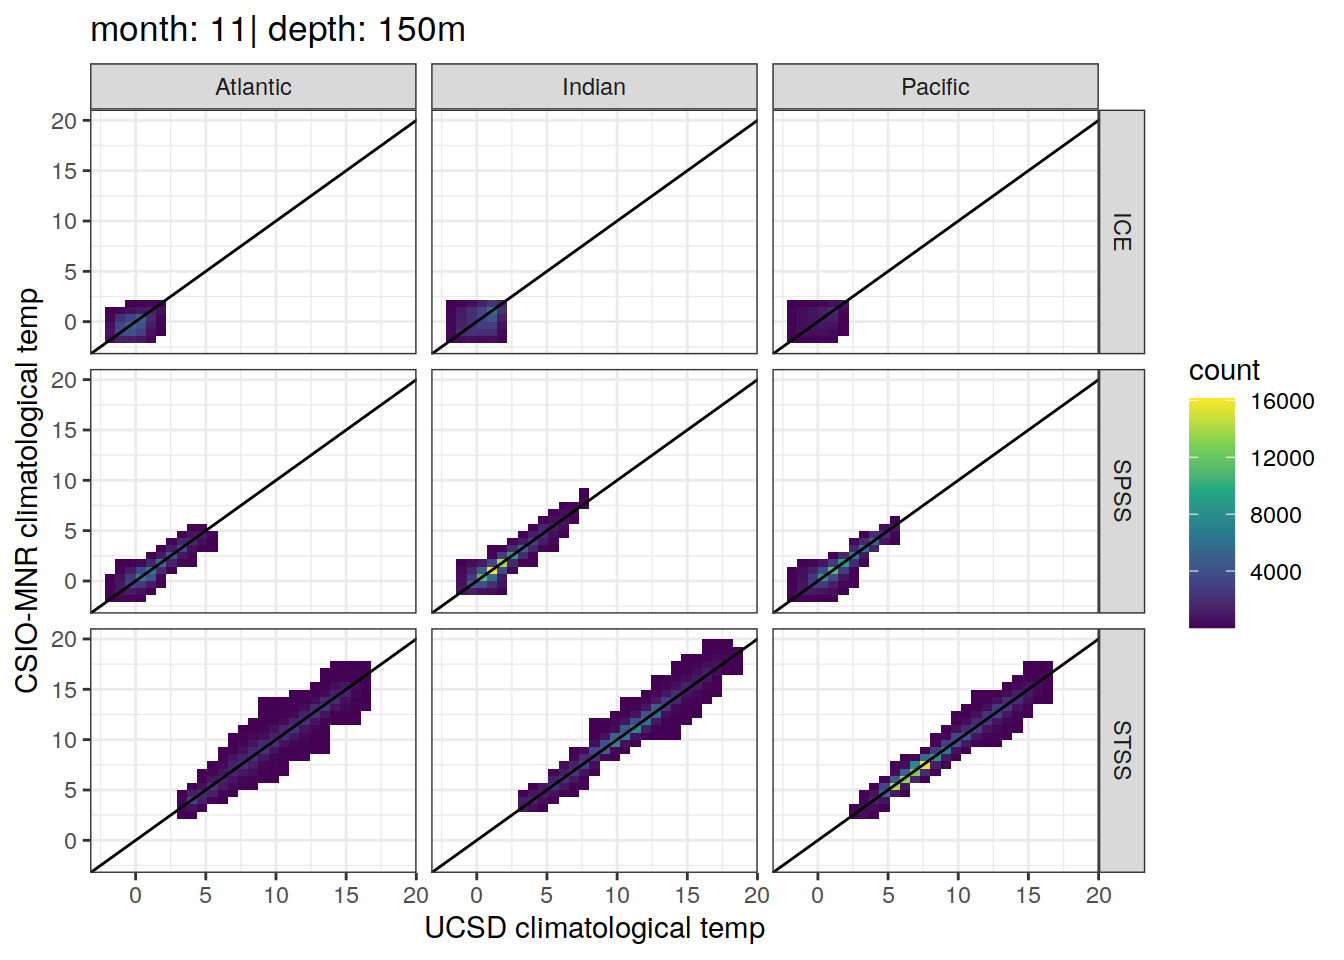 month: 11| depth: 150m
Atlantic
Indian
Pacific
20
15
10
5
0
ICE
20
15
10
5
0
SPSS
20
15
10
5
0
STSS
0 5 10 15 20
0 5 10 15 20
0 5 10 15 20
UCSD climatological temp
CSIO-MNR climatological temp
count
16000
12000
8000
4000